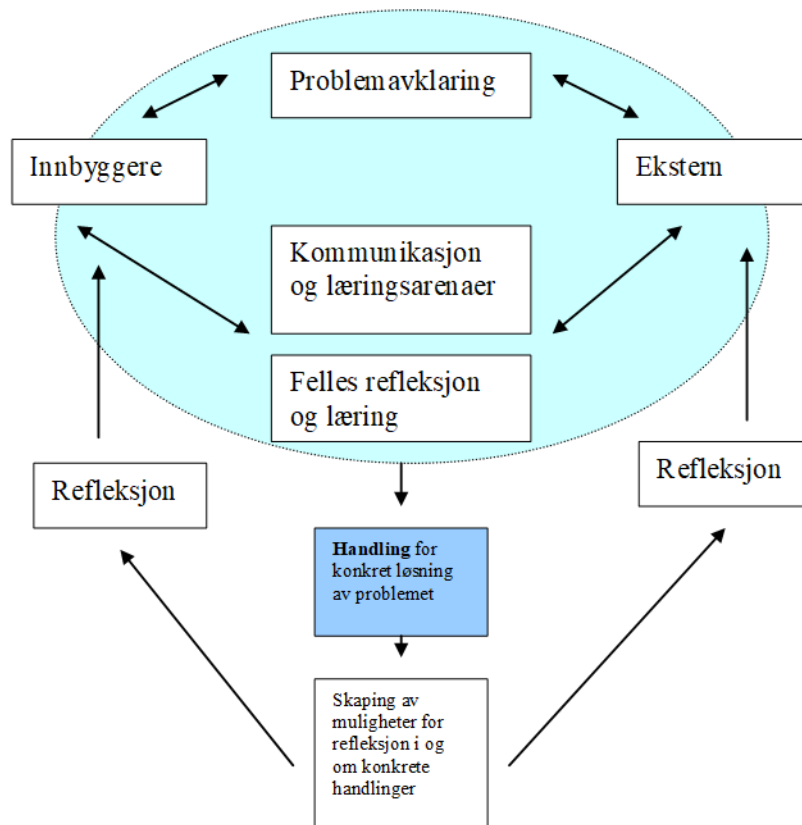 Problemavklaring
Innbyggere
Ekstern
Kommunikasjon
og læringsarenaer
Felles refleksjon
og læring
Refleksjon
Refleksjon
Handling for
konkret løsning
av problemet
Skaping av
muligheter for
refleksjon i og
om konkrete
handlinger